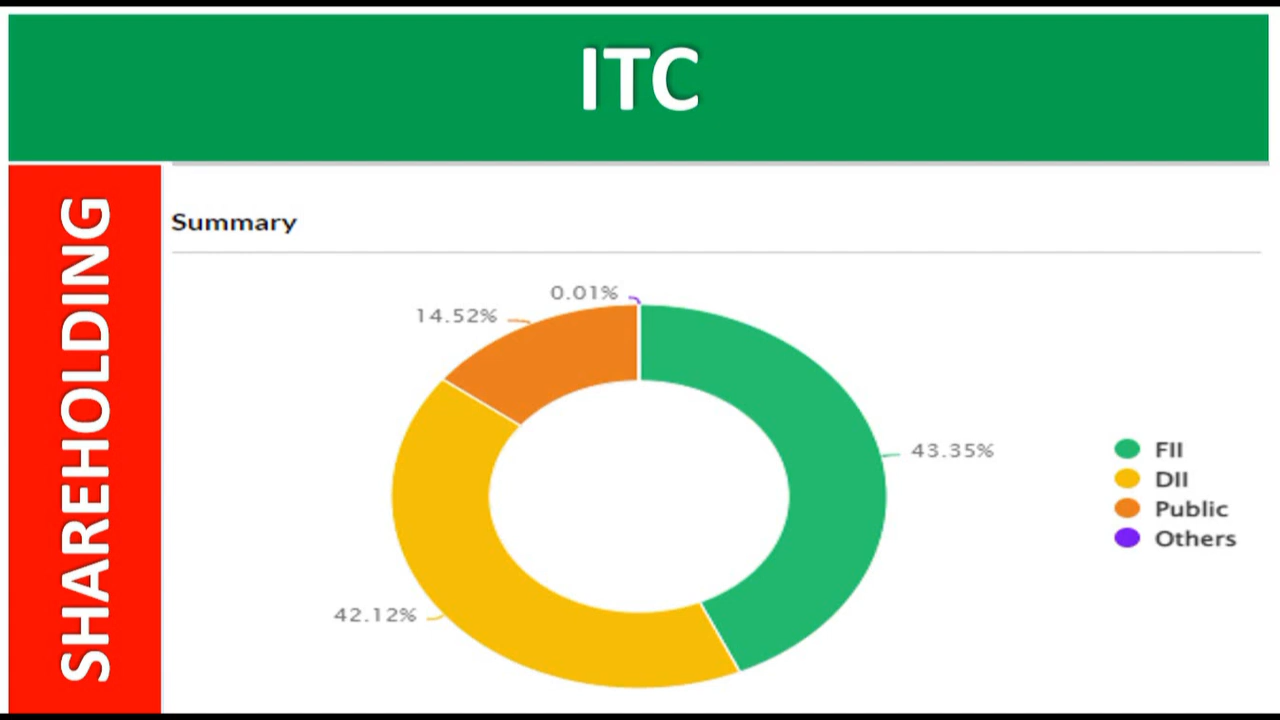 ITC
SHAREHOLDING
Summary
0.01%
14.52%
43.35%
42.12%
FII
DII
Public
Others